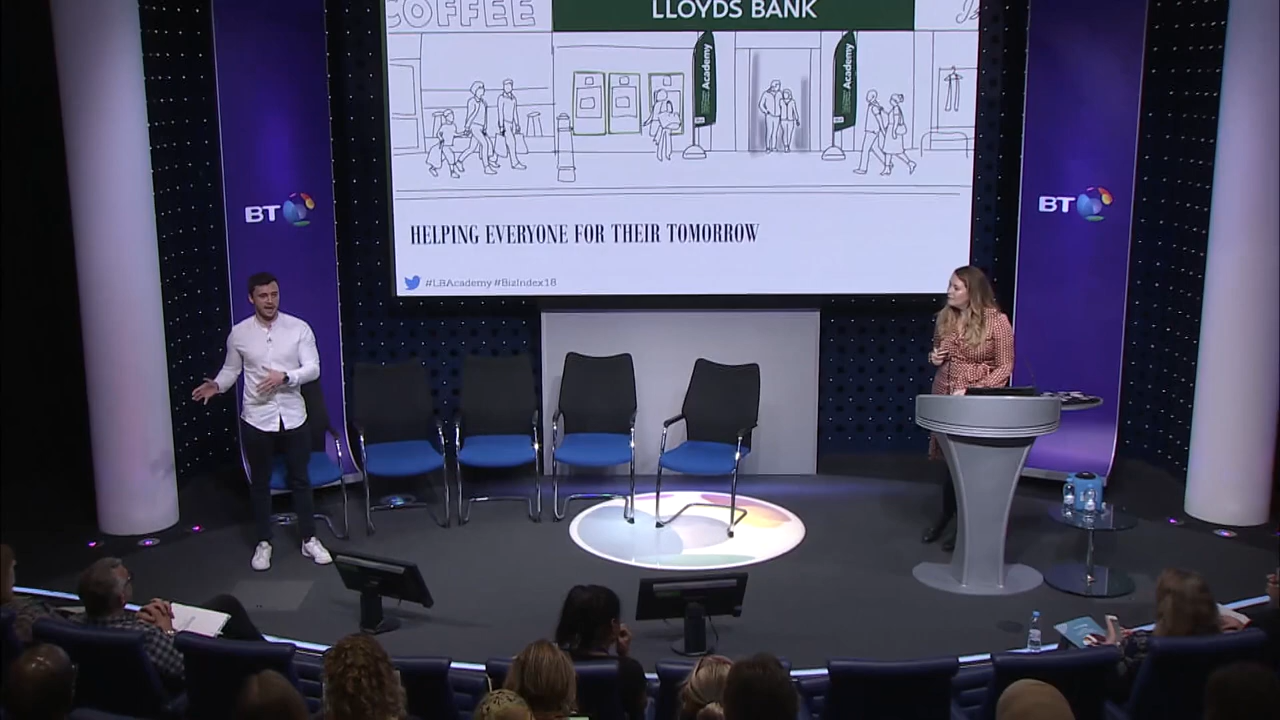 COFFEE
LLOYDS BANK
Academy
Academy
BT
BT
HELPING EVERYONE FOR THEIR TOMORROW
#LBAcademy #BizIndex18